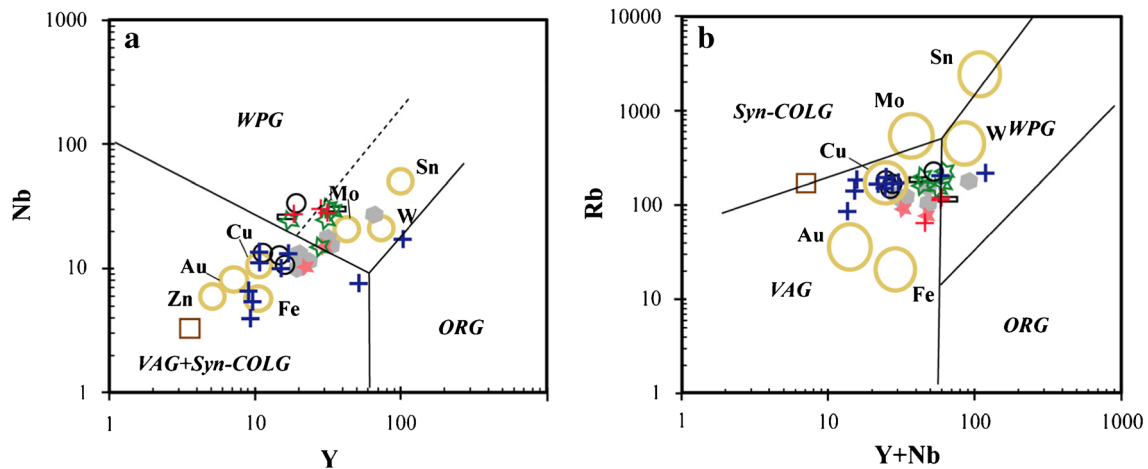 a
1000
100
10
1
Nb
WPG
Sn
Mo
W
Cu
Au
Zn
Fe
ORG
VAG+Syn-COLG
1 10 100
Y
b
10000
1000
100
10
1
Rb
Sn
Syn-COLG
Mo
W WPG
Cu
Au
VAG
Fe
ORG
1 10 100 1000
Y+Nb